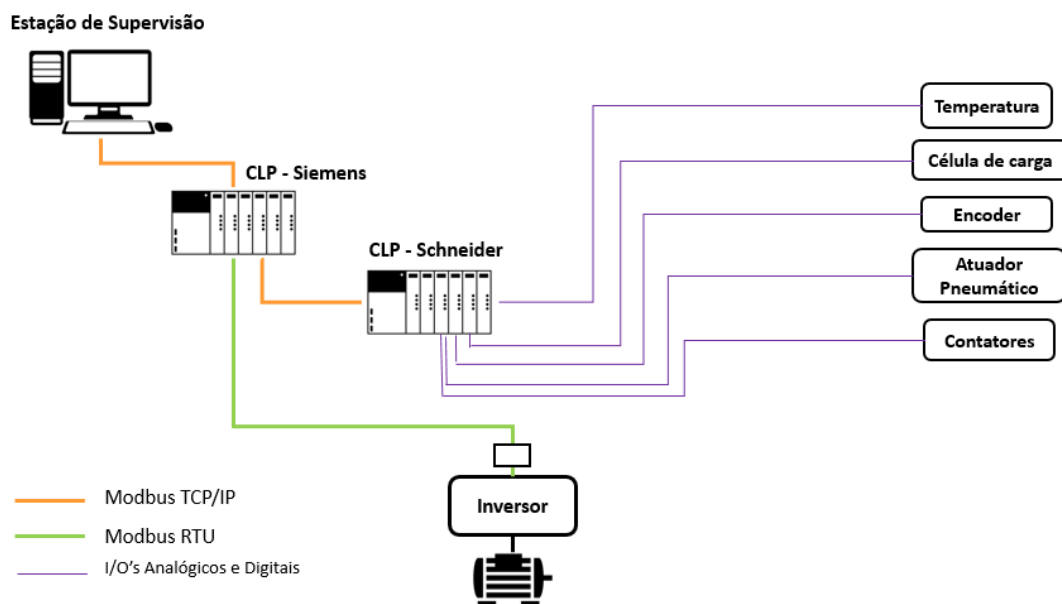 Estação de Supervisão
CLP - Siemens
CLP - Schneider
Temperatura
Célula de carga
Encoder
Atuador
Pneumático
Contatores
Inversor
Modbus TCP/IP
Modbus RTU
I/O's Analógicos e Digitais